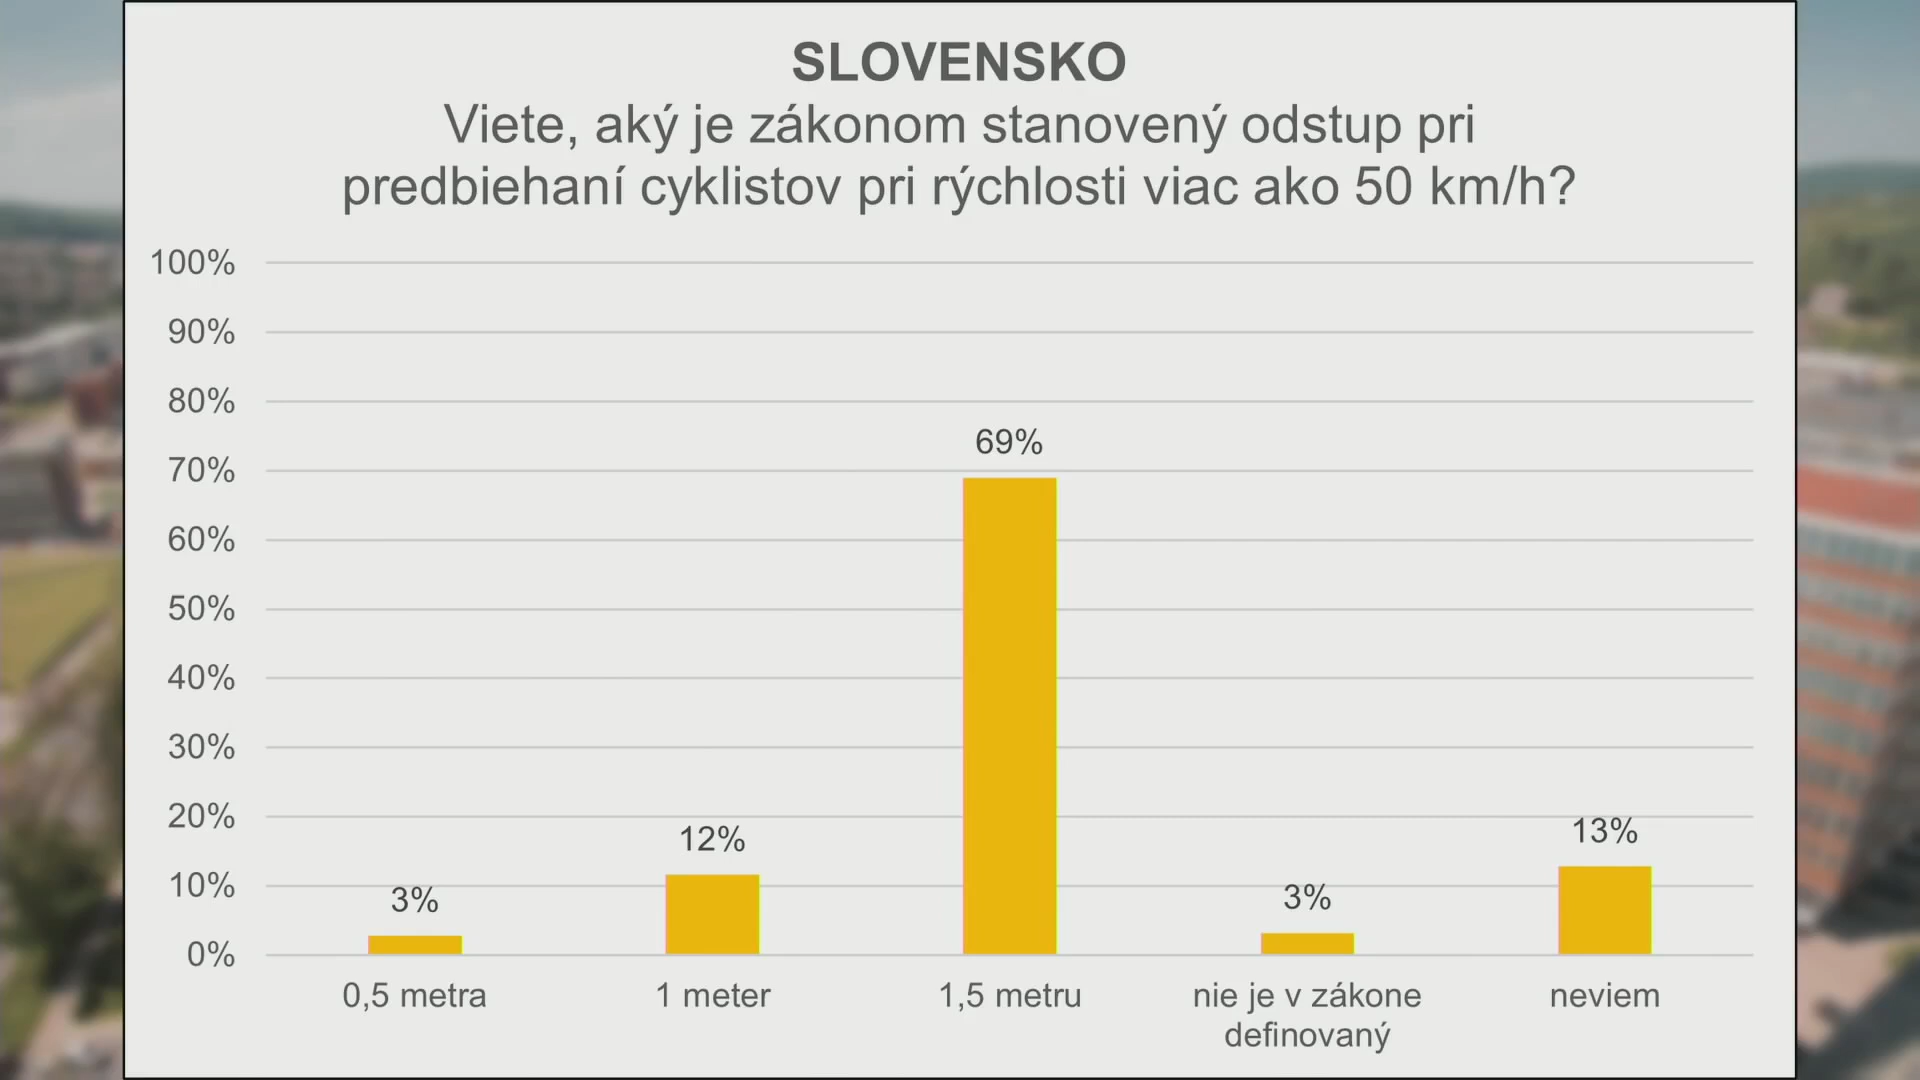 SLOVENSKO
Viete, aký je zákonom stanovený odstup pri
predbiehaní cyklistov pri rýchlosti viac ako 50 km/h?
100%
90%
80%
70%
60%
50%
40%
30%
20%
10%
0%
3%
12%
69%
3%
13%
0,5 metra
1 meter
1,5 metru
nie je v zákone
definovaný
neviem